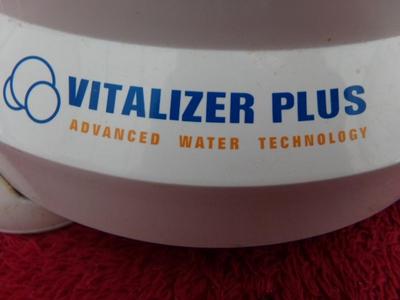 VITALIZER PLUS
ADVANCED WATER TECHNOLOGY